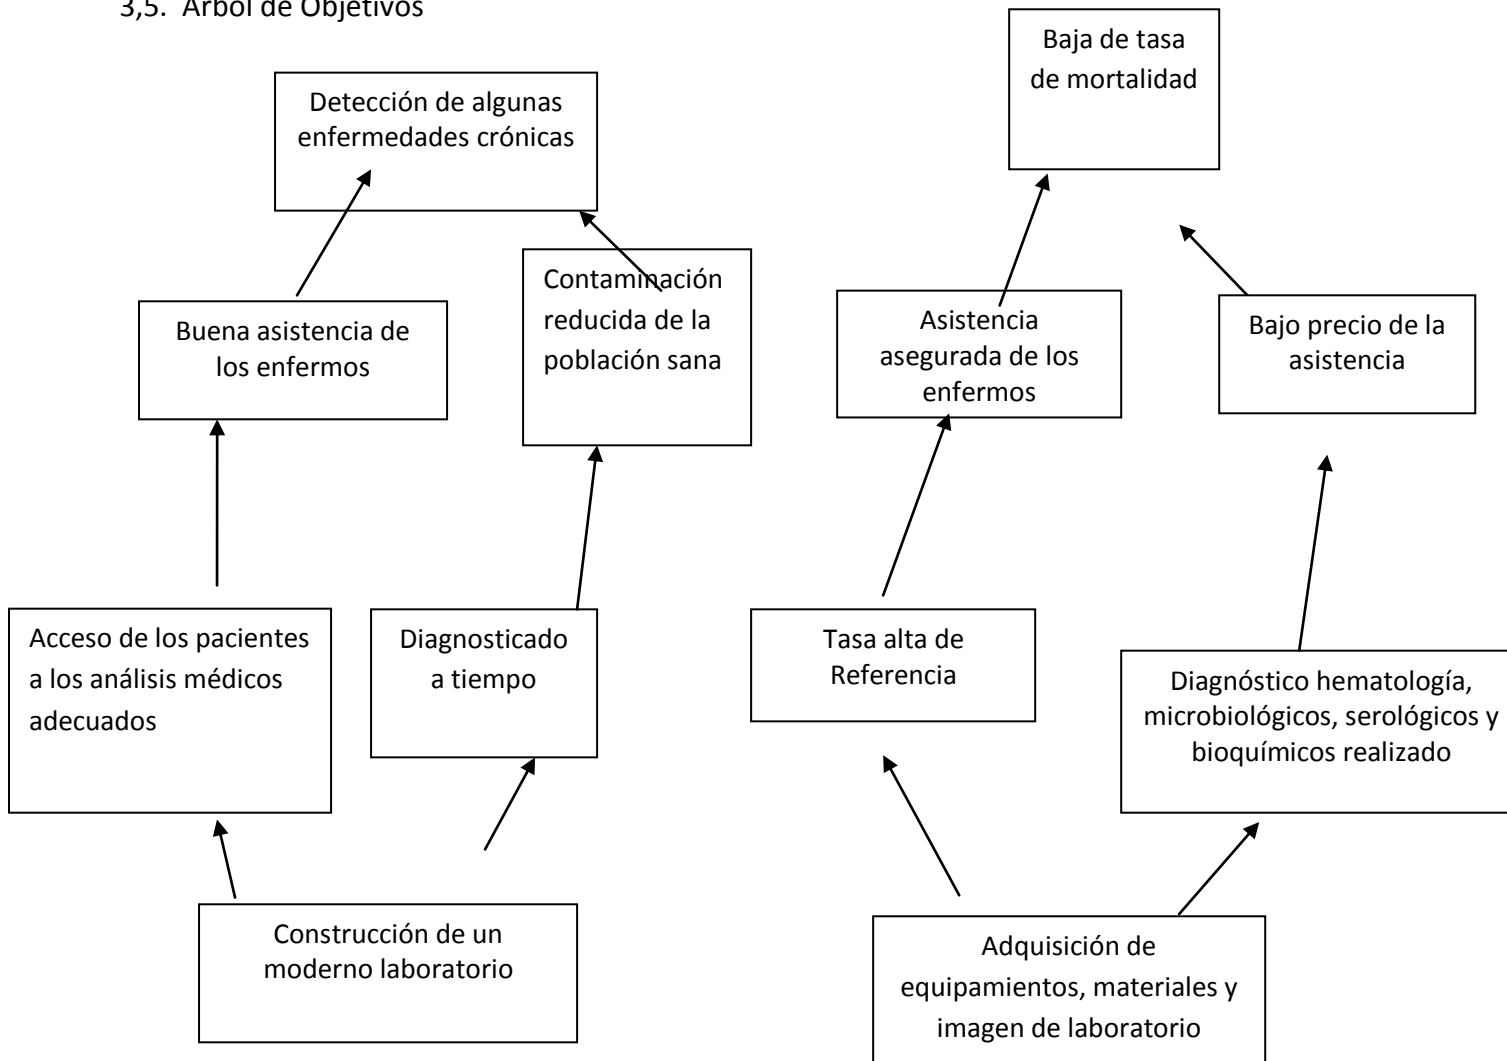 3,5. Árbol de Objetivos
Baja de tasa
de mortalidad
Detección de algunas
enfermedades crónicas
Contaminación
reducida de la
población sana
Buena asistencia de
los enfermos
Asistencia
asegurada de los
enfermos
Bajo precio de la
asistencia
Acceso de los pacientes
a los análisis médicos
adecuados
Diagnosticado
a tiempo
Tasa alta de
Referencia
Diagnóstico hematología,
microbiológicos, serológicos y
bioquímicos realizado
Construcción de un
moderno laboratorio
Adquisición de
equipamientos, materiales y
imagen de laboratorio